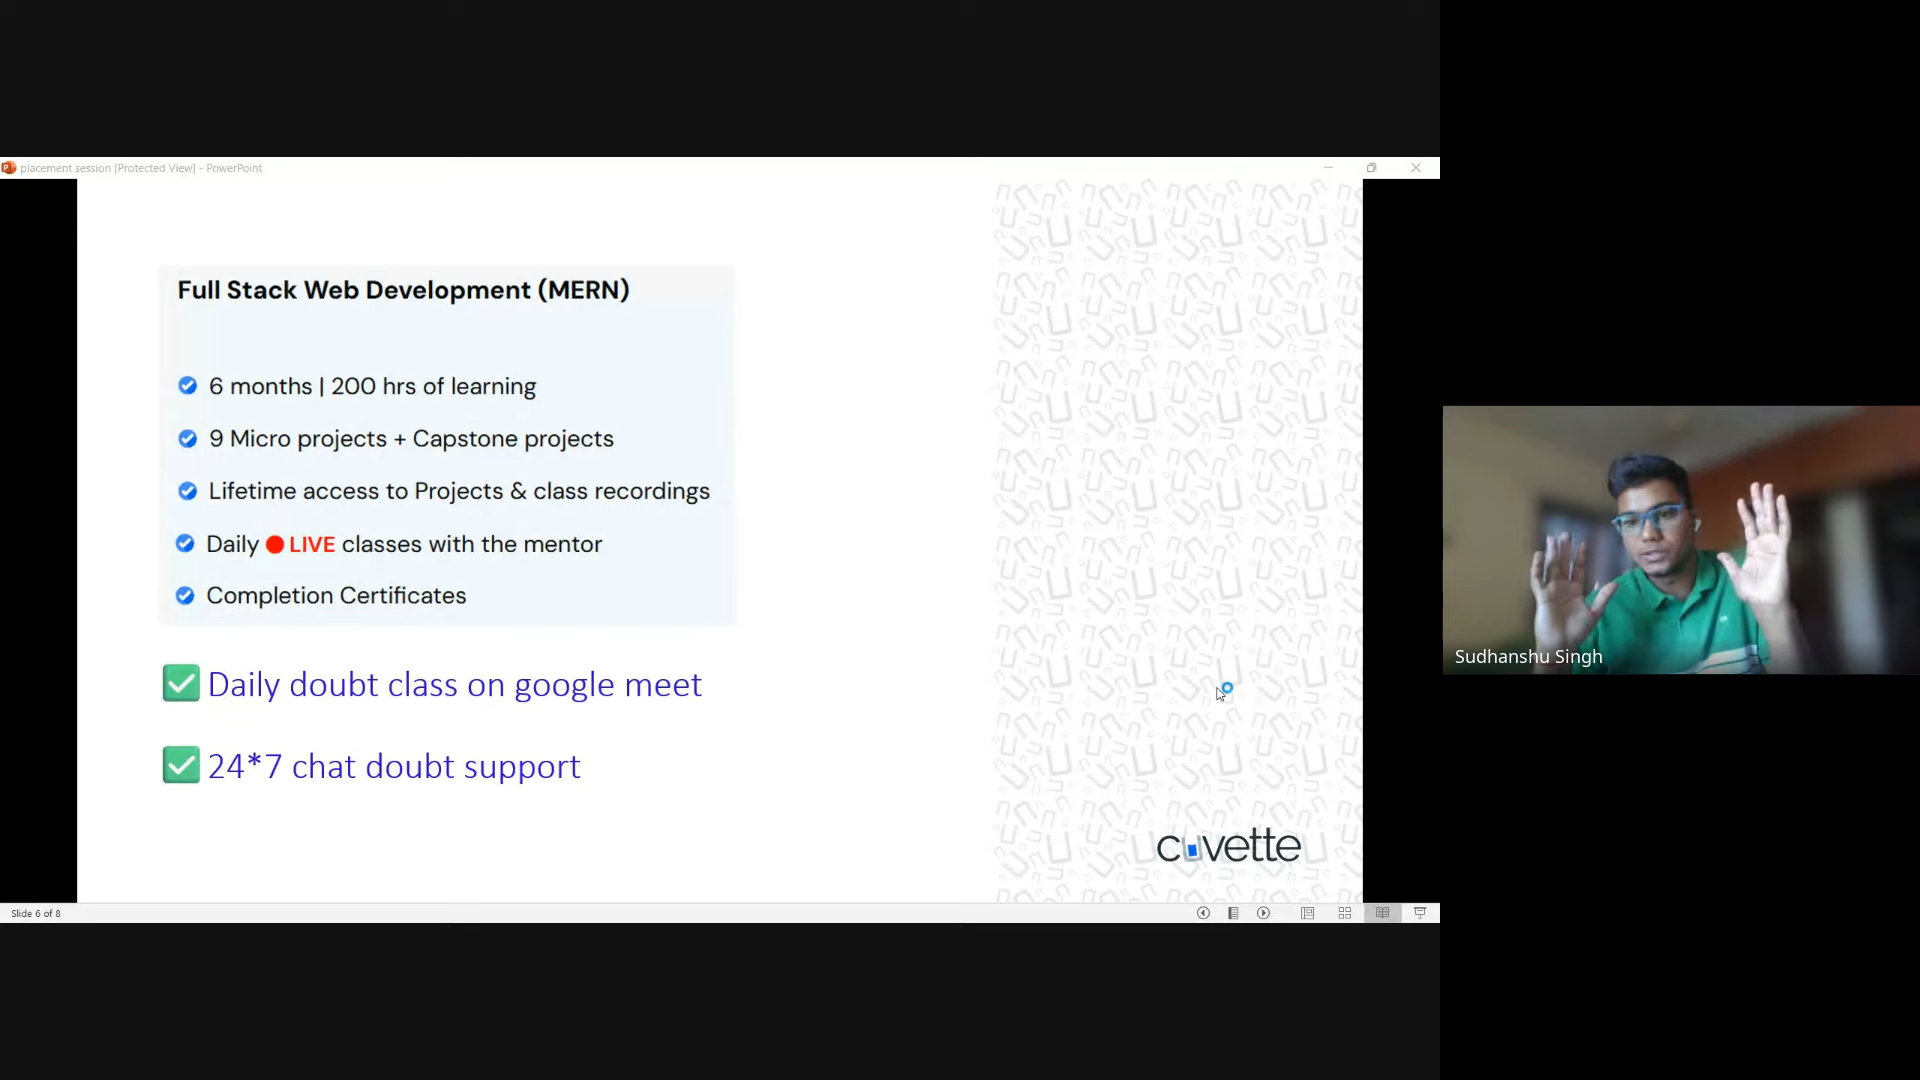 placement session [Protected View] - PowerPoint
Full Stack Web Development (MERN)
6 months | 200 hrs of learning
9 Micro projects + Capstone projects
Lifetime access to Projects & class recordings
Daily 🔴 LIVE classes with the mentor
Completion Certificates
✅ Daily doubt class on google meet
✅ 24*7 chat doubt support
cuvette
Slide 6 of 8
Sudhanshu Singh